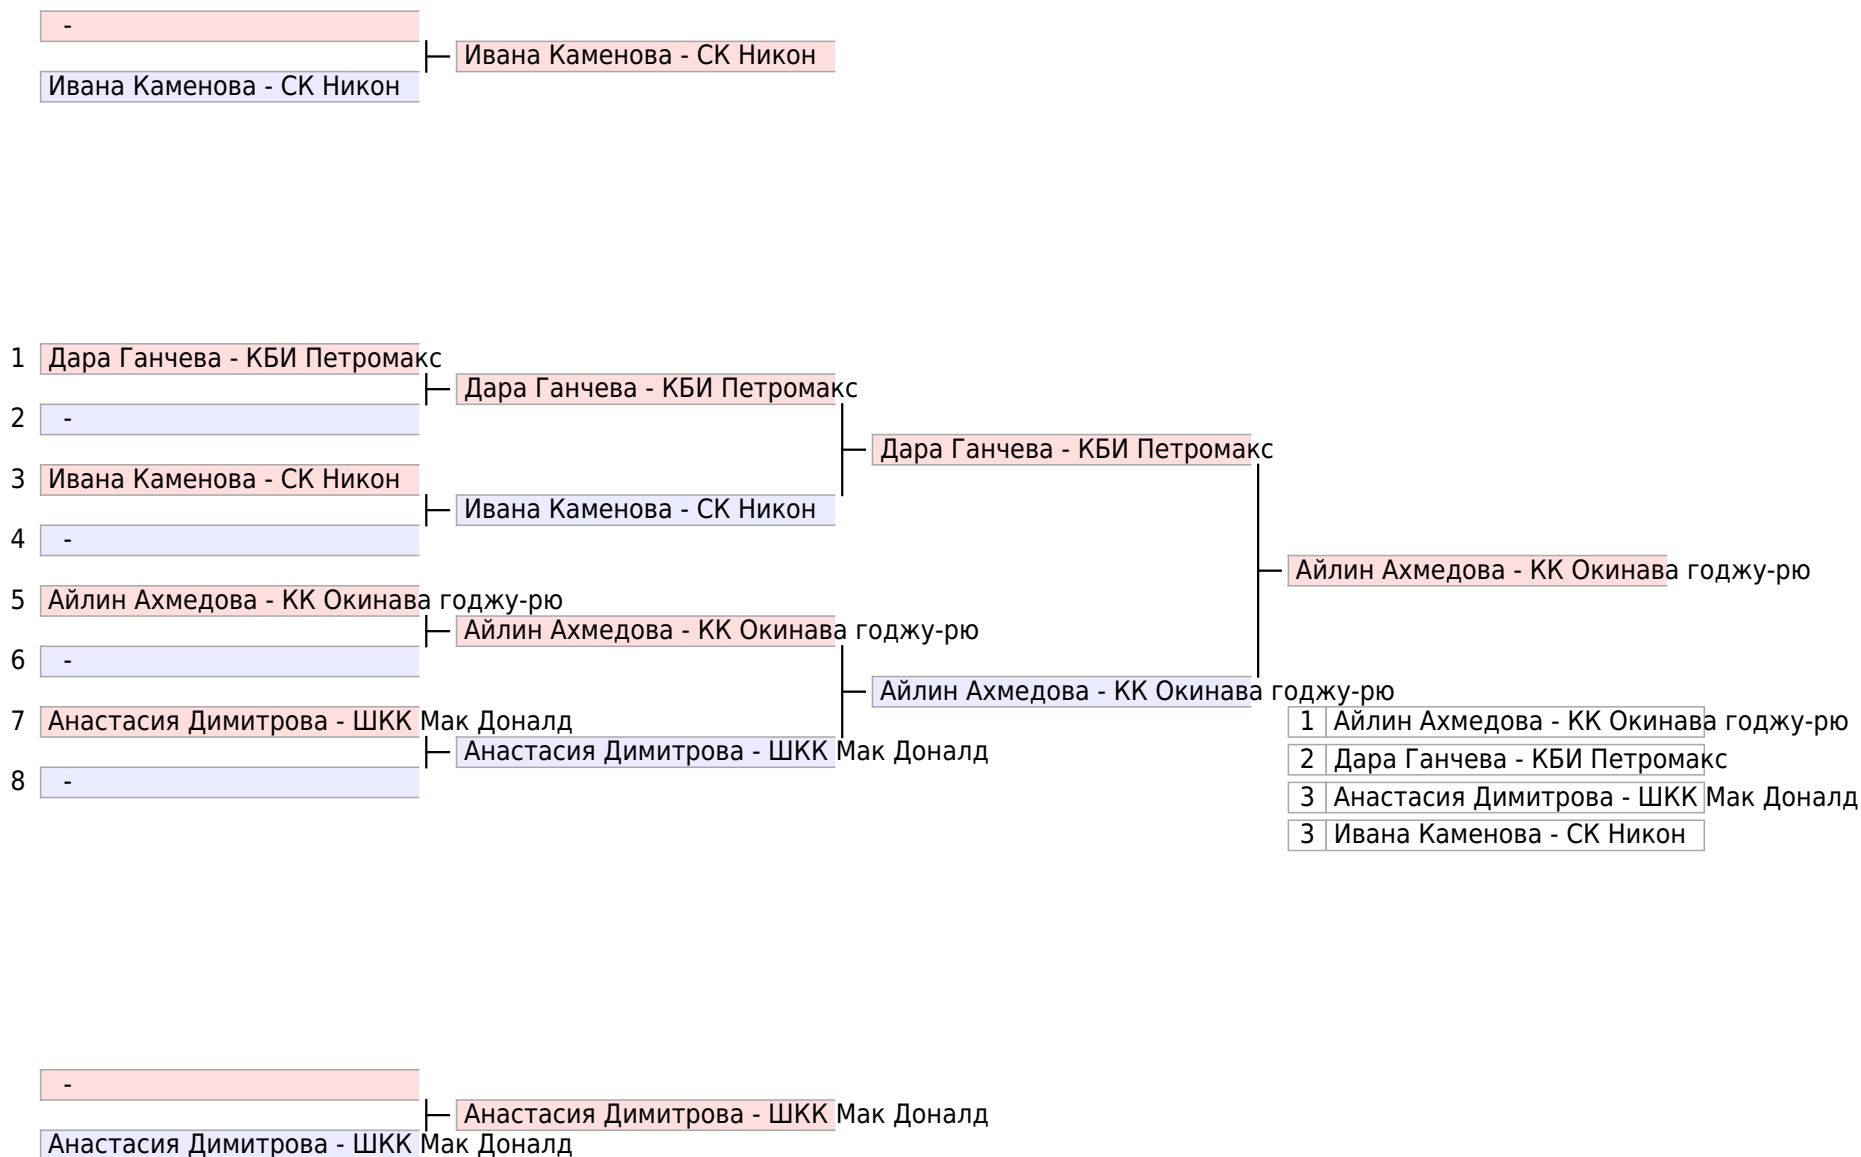 -
Ивана Каменова - СК Никон
Ивана Каменова - СК Никон
1 Дара Ганчева - КБИ Петромакс
Дара Ганчева - КБИ Петромакс
2 -
Дара Ганчева - КБИ Петромакс
3 Ивана Каменова - СК Никон
Ивана Каменова - СК Никон
4 -
Айлин Ахмедова - КК Окинава годжу-рю
5 Айлин Ахмедова - КК Окинава годжу-рю
Айлин Ахмедова - КК Окинава годжу-рю
6 -
Айлин Ахмедова - КК Окинава годжу-рю
7 Анастасия Димитрова - ШКК Мак Доналд
1 Айлин Ахмедова - КК Окинава годжу-рю
Анастасия Димитрова - ШКК Мак Доналд
2 Дара Ганчева - КБИ Петромакс
8 -
3 Анастасия Димитрова - ШКК Мак Доналд
3 Ивана Каменова - СК Никон
-
Анастасия Димитрова - ШКК Мак Доналд
Анастасия Димитрова - ШКК Мак Доналд